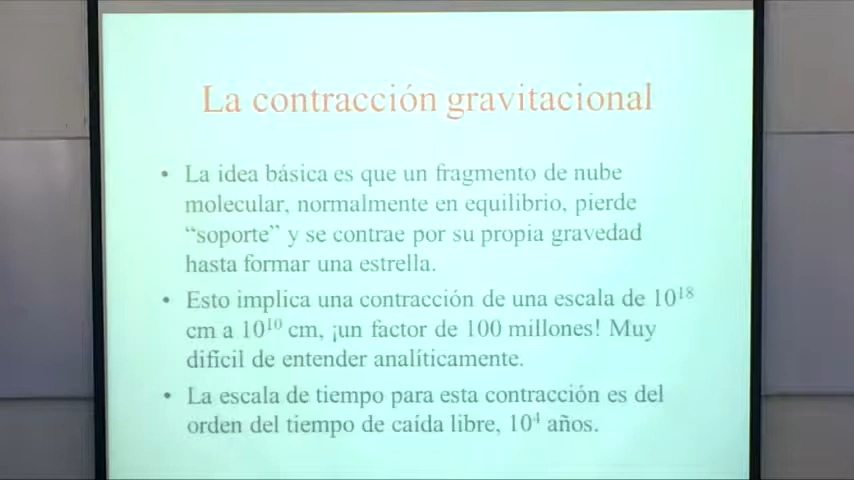 La contracción gravitacional
• La idea básica es que un fragmento de nube
molecular, normalmente en equilibrio, pierde
“soporte” y se contrae por su propia gravedad
hasta formar una estrella.
• Esto implica una contracción de una escala de 10¹⁸
cm a 10¹⁰ cm, ¡un factor de 100 millones! Muy
difícil de entender analíticamente.
• La escala de tiempo para esta contracción es del
orden del tiempo de caída libre, 10⁴ años.